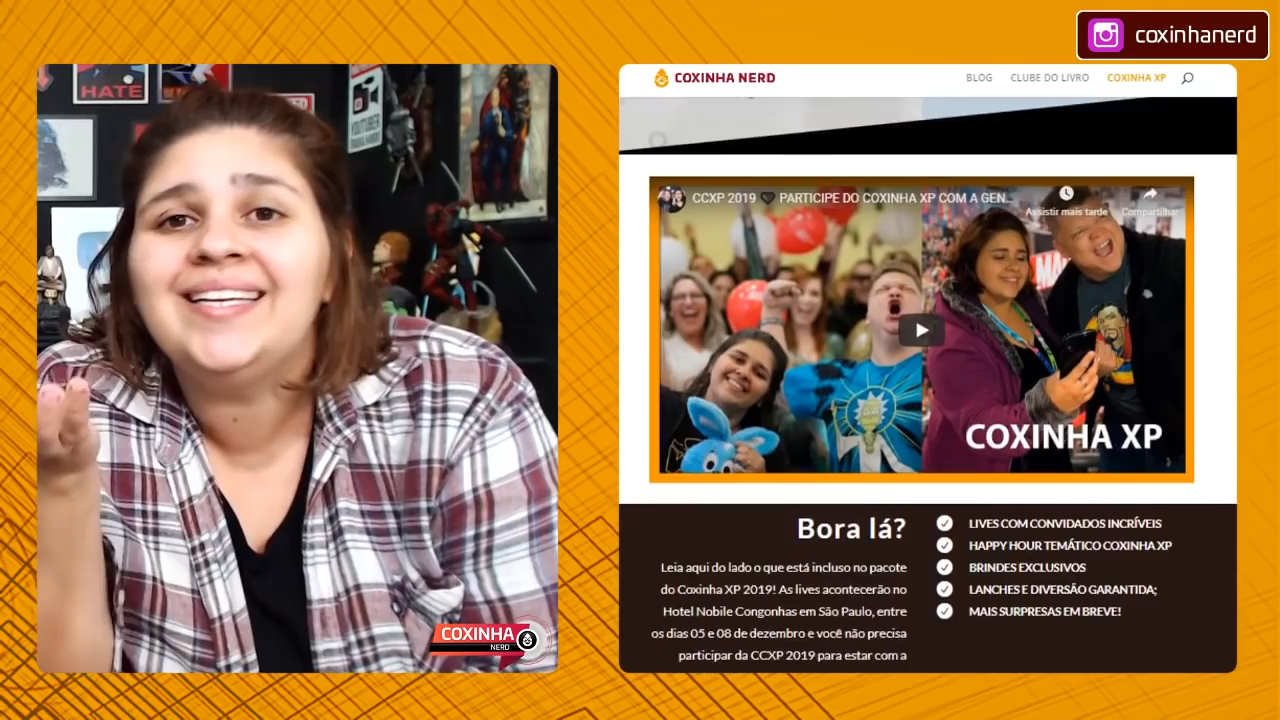 coxinhanerd
HATE
YOUTUBER
COXINHA
NERD
COXINHA NERD
BLOG
CLUBE DO LIVRO
COXINHA XP
CCXP 2019 🖤 PARTICIPE DO COXINHA XP COM A GEN...
Assistir mais tarde
Compartilhar
COXINHA XP
Bora lá?
Leia aqui do lado o que está incluso no pacote
do Coxinha XP 2019! As lives acontecerão no
Hotel Nobile Congonhas em São Paulo, entre
os dias 05 e 08 de dezembro e você não precisa
participar da CCXP 2019 para estar com a
LIVES COM CONVIDADOS INCRÍVEIS
HAPPY HOUR TEMÁTICO COXINHA XP
BRINDES EXCLUSIVOS
LANCHES E DIVERSÃO GARANTIDA;
MAIS SURPRESAS EM BREVE!